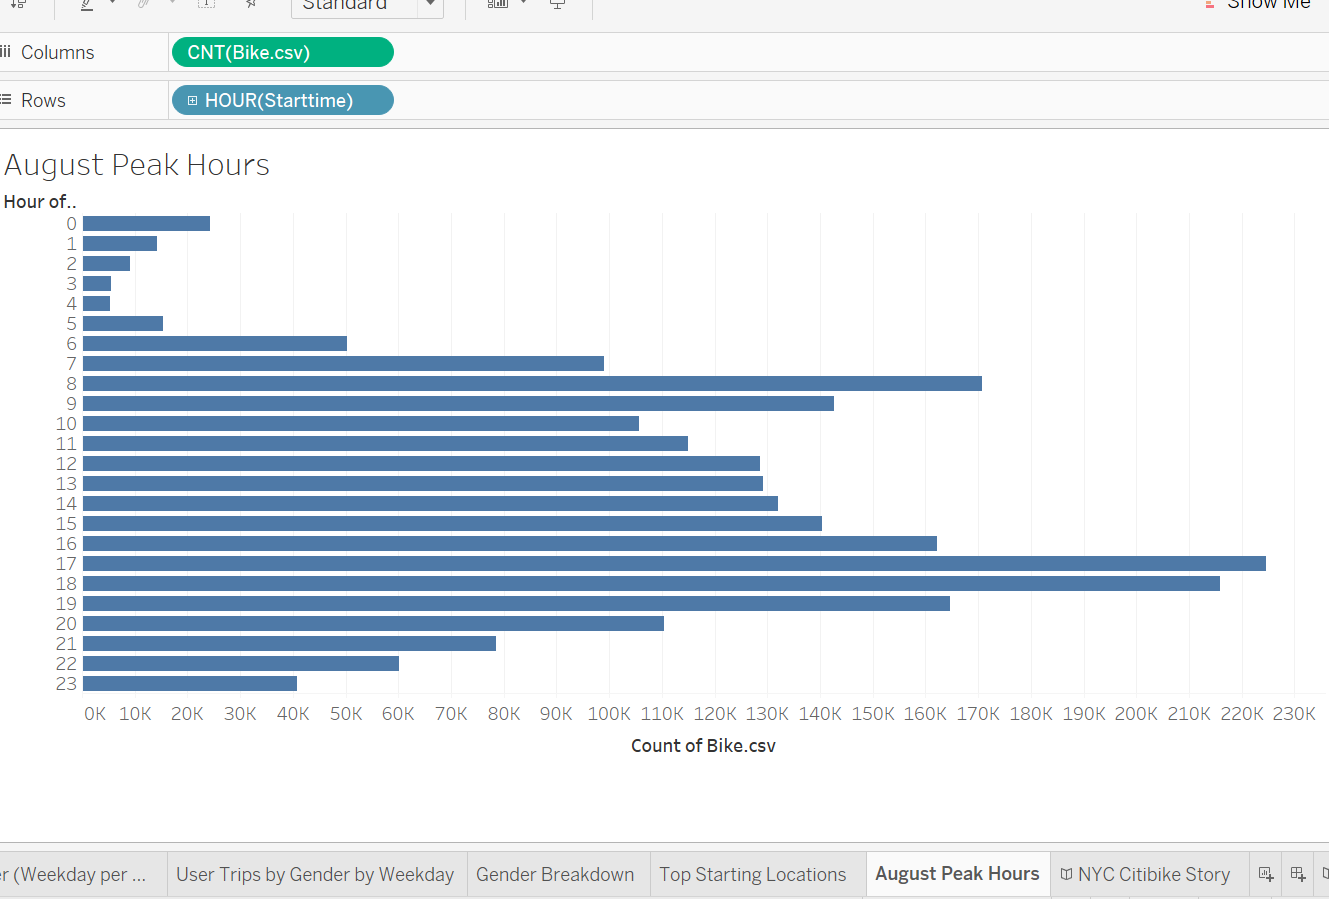 Standard
Show Me
Columns
CNT(Bike.csv)
Rows
HOUR(Starttime)
August Peak Hours
Hour of..
0
1
2
3
4
5
6
7
8
9
10
11
12
13
14
15
16
17
18
19
20
21
22
23
0K 10K 20K 30K 40K 50K 60K 70K 80K 90K 100K 110K 120K 130K 140K 150K 160K 170K 180K 190K 200K 210K 220K 230K
Count of Bike.csv
r (Weekday per ... User Trips by Gender by Weekday Gender Breakdown Top Starting Locations August Peak Hours NYC Citibike Story